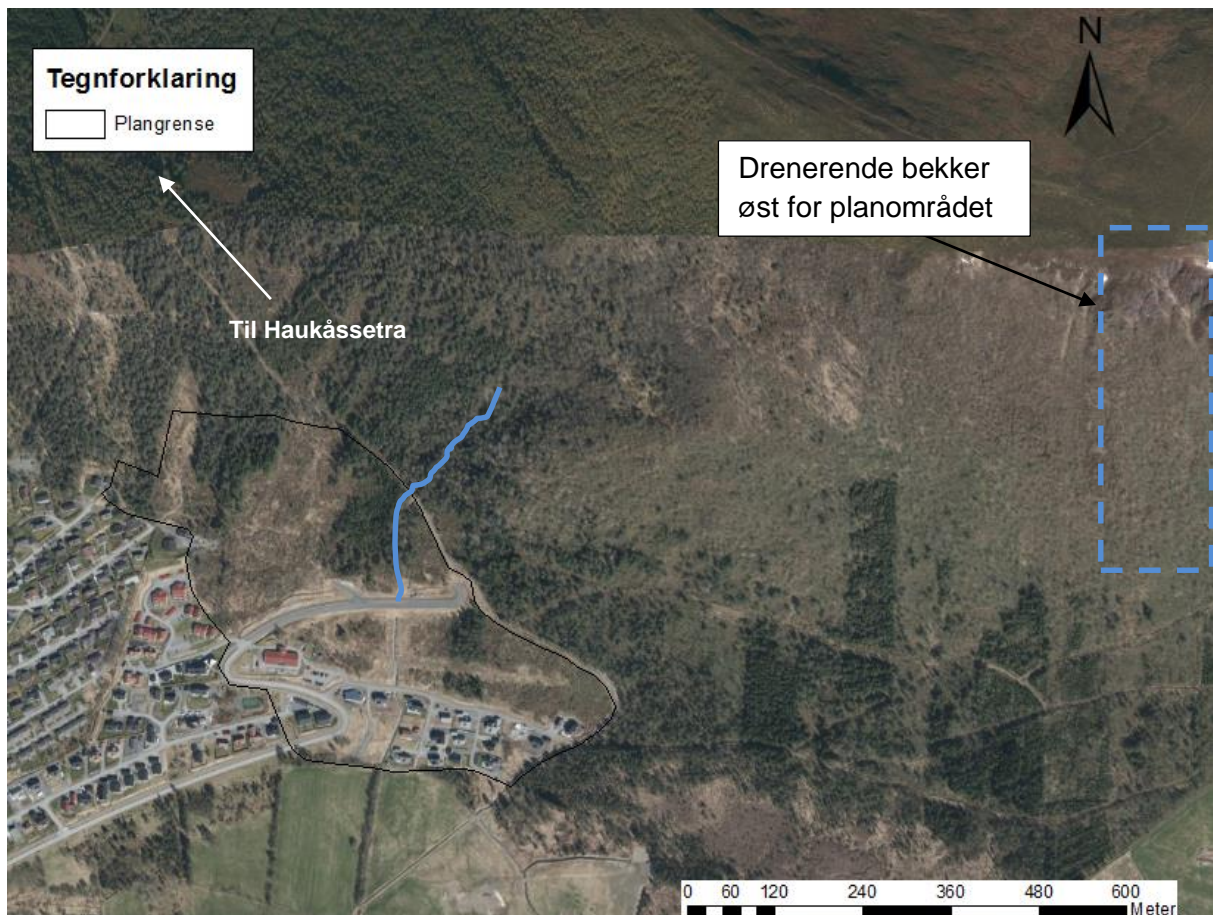 Tegnforklaring
Plangrense
N
Drenerende bekker
øst for planområdet
Til Haukåssetra
0 60 120 240 360 480 600
Meter